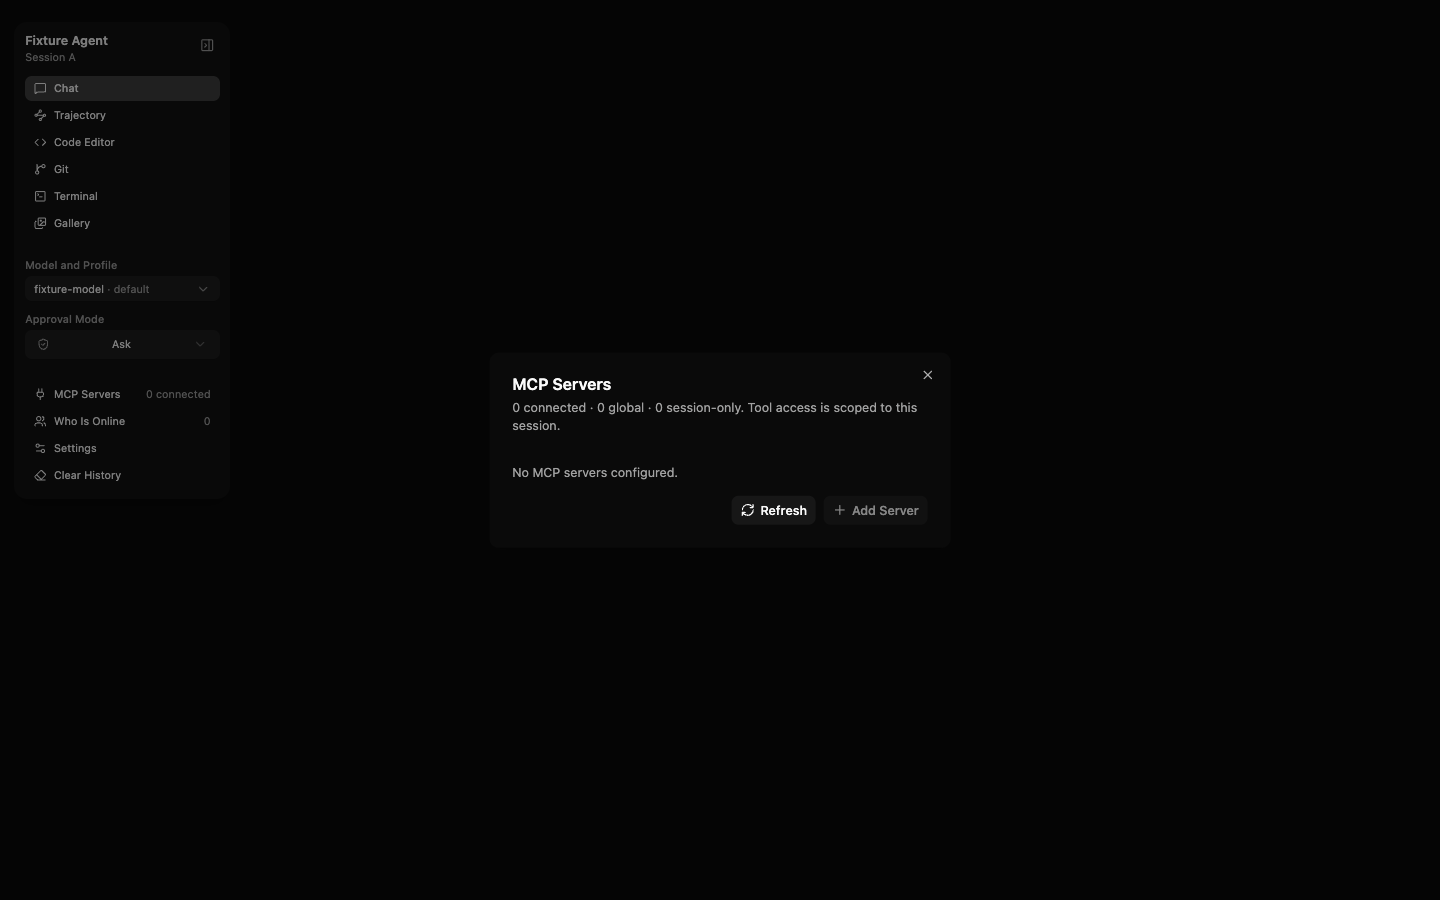 Fixture Agent
Session A
Chat
Trajectory
Code Editor
Git
Terminal
Gallery
Model and Profile
fixture-model · default
Approval Mode
Ask
MCP Servers 0 connected
Who Is Online 0
Settings
Clear History
MCP Servers
0 connected · 0 global · 0 session-only. Tool access is scoped to this
session.
No MCP servers configured.
Refresh Add Server